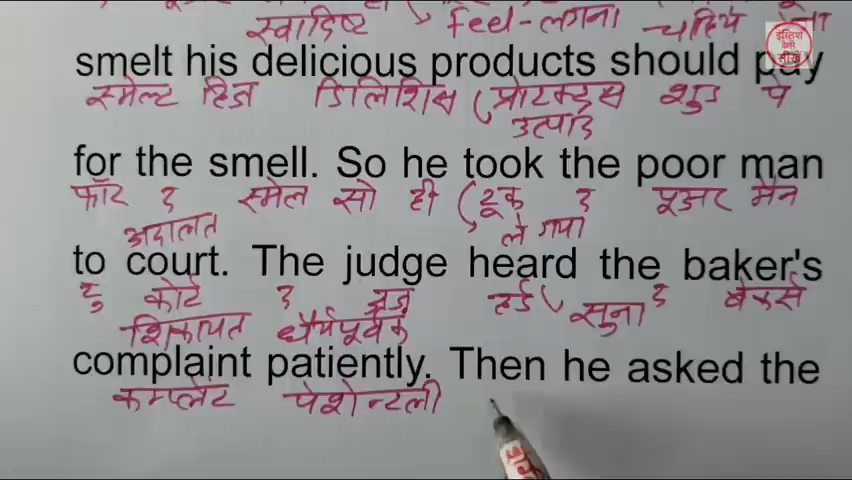 स्वादिष्ट feel-लगना चाहिये
इंग्लिश कैसे सीखें
smelt his delicious products should pay
स्मेल्ट हिज डिलिशिस (प्रोडक्ट्स शुड पे
उत्पाद
for the smell. So he took the poor man
फॉर द स्मेल सो ही (टूक द पूअर मैन
अदालत ले गया
to court. The judge heard the baker's
टू कोर्ट द जज हर्ड ( सुना द बेकर्स
शिकायत धैर्यपूर्वक
complaint patiently. Then he asked the
कम्प्लेंट पेशेन्टली